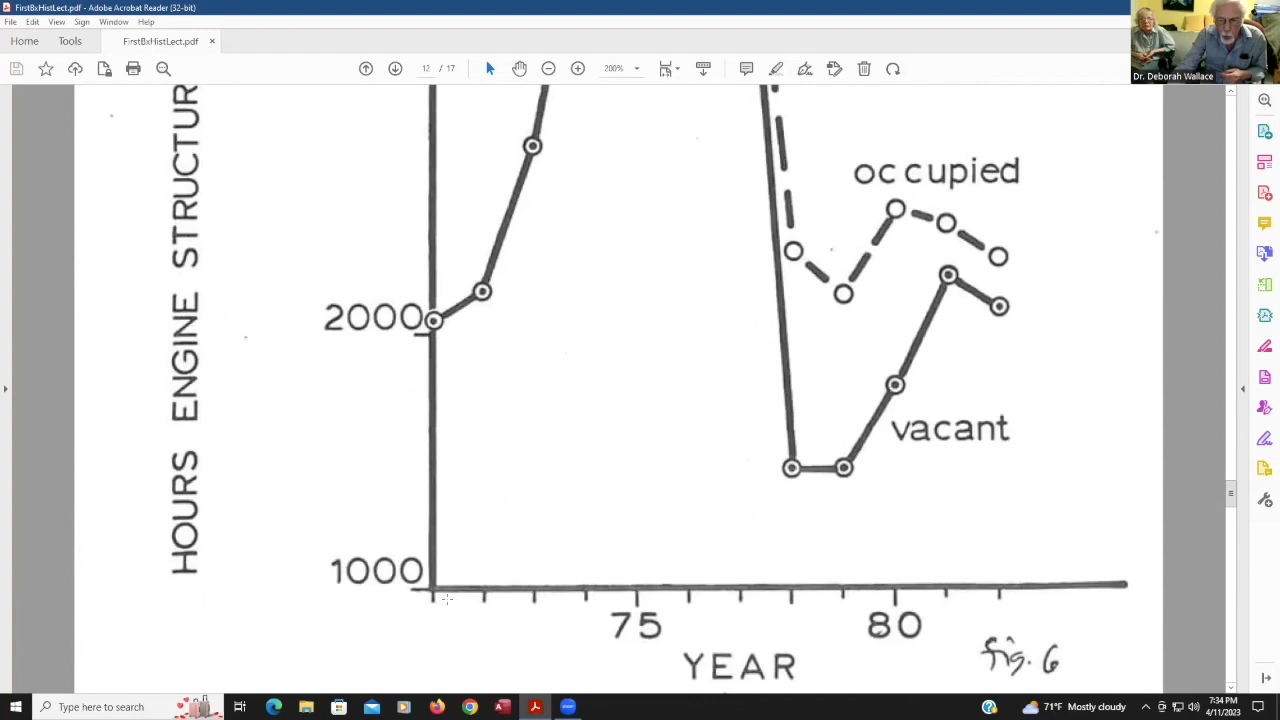 FirstBxHistLect.pdf - Adobe Acrobat Reader (32-bit)
File Edit View Sign Window Help
Home Tools FirstBxHistLect.pdf ×
12 / 17 200%
Dr. Deborah Wallace
HOURS ENGINE STRUCTUR
occupied
2000
vacant
1000
75 80
YEAR
fig. 6
Type here to search
71°F Mostly cloudy
7:34 PM
4/11/2023